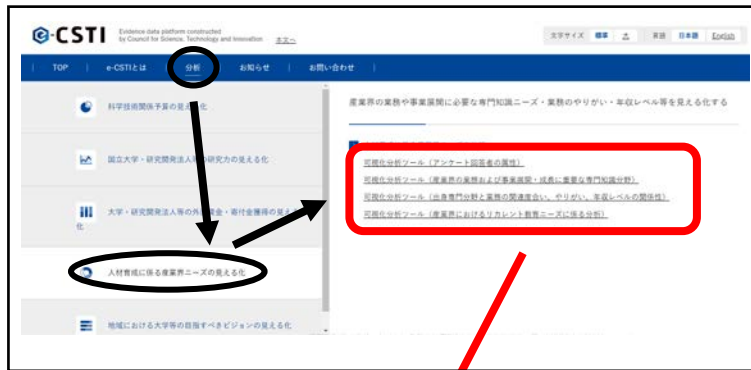 e-CSTI
Evidence data platform constructed
by Council for Science, Technology and Innovation
本文へ
文字サイズ 標準 大 言語 日本語 English
TOP e-CSTIとは 分析 お知らせ お問い合わせ
科学技術関係予算の見える化
国立大学・研究開発法人等の研究力の見える化
大学・研究開発法人等の外部資金・寄付金獲得の見える
化
人材育成に係る産業界ニーズの見える化
地域における大学等の目指すべきビジョンの見える化
産業界の業務や事業展開に必要な専門知識ニーズ・業務のやりがい・年収レベル等を見える化する
可視化分析ツール（アンケート回答者の属性）
可視化分析ツール（産業界の業務および事業展開・成長に重要な専門知識分野）
可視化分析ツール（出身専門分野と業務の関連度合い、やりがい、年収レベルの関係性）
可視化分析ツール（産業界におけるリカレント教育ニーズに係る分析）